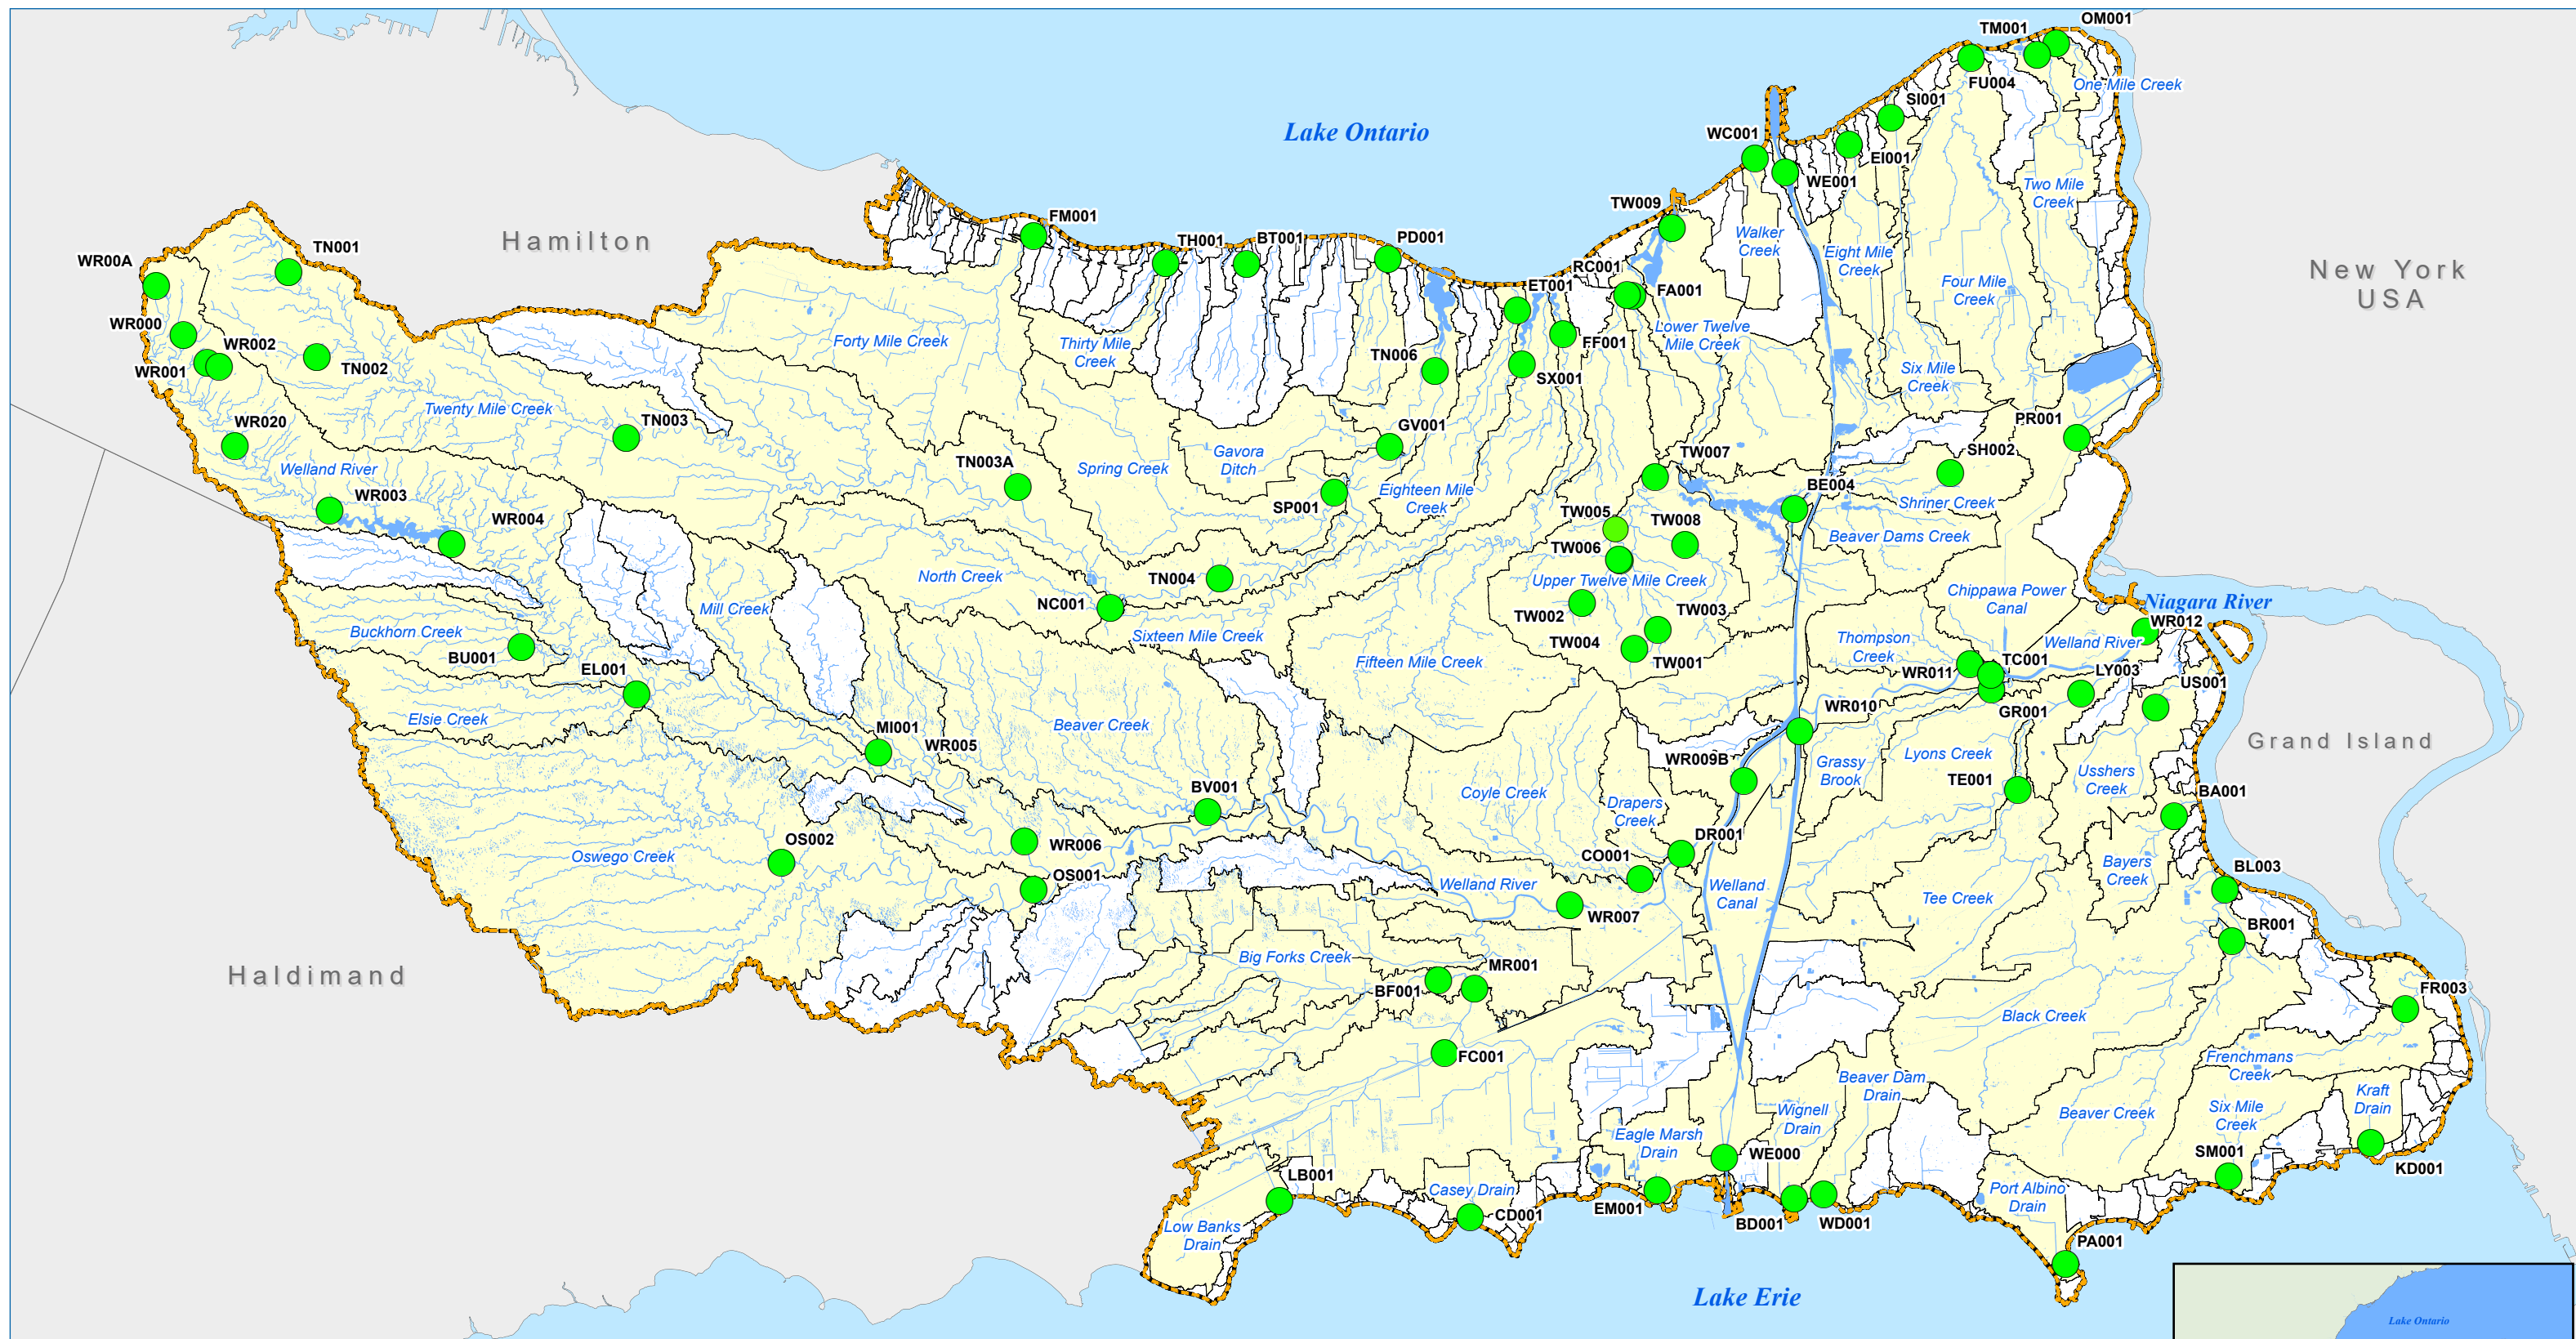 OM001
TM001
FU004
One Mile Creek
SI001
Lake Ontario
WC001
EI001
WE001
Two Mile
Creek
TW009
FM001
Hamilton
TH001
BT001
PD001
Walker
Creek
Eight Mile
Creek
TN001
WR00A
RC001
FA001
ET001
Four Mile
Creek
New York
USA
WR000
WR002
WR001
TN002
Forty Mile Creek
Thirty Mile
Creek
TN006
FF001
Lower Twelve
Mile Creek
SX001
Six Mile
Creek
Twenty Mile Creek
TN003
WR020
GV001
PR001
Welland River
TN003A
Spring Creek
Gavora
Ditch
TW007
SH002
WR003
SP001
Eighteen Mile
Creek
BE004
Shriner Creek
WR004
TW005
TW008
TW006
Beaver Dams Creek
North Creek
TN004
Upper Twelve Mile Creek
Chippawa Power
Canal
Niagara River
Mill Creek
NC001
TW002
TW003
WR012
Buckhorn Creek
Sixteen Mile Creek
TW004
Thompson
Creek
Welland River
BU001
Fifteen Mile Creek
TW001
WR011
TC001
EL001
LY003
US001
Elsie Creek
Beaver Creek
WR010
GR001
MI001
WR005
WR009B
Grassy
Brook
Lyons Creek
Grand Island
TE001
Usshers
Creek
BV001
Coyle Creek
Drapers
Creek
BA001
OS002
WR006
DR001
Oswego Creek
CO001
Bayers
Creek
OS001
Welland River
Welland
Canal
BL003
Tee Creek
WR007
BR001
Big Forks Creek
MR001
Haldimand
BF001
FR003
Black Creek
FC001
Frenchmans
Creek
Beaver Dam
Drain
Kraft
Drain
Wignell
Drain
Beaver Creek
Six Mile
Creek
Eagle Marsh
Drain
WE000
SM001
KD001
LB001
Casey Drain
Port Albino
Drain
EM001
CD001
BD001
WD001
Low Banks
Drain
PA001
Lake Erie
Lake Ontario